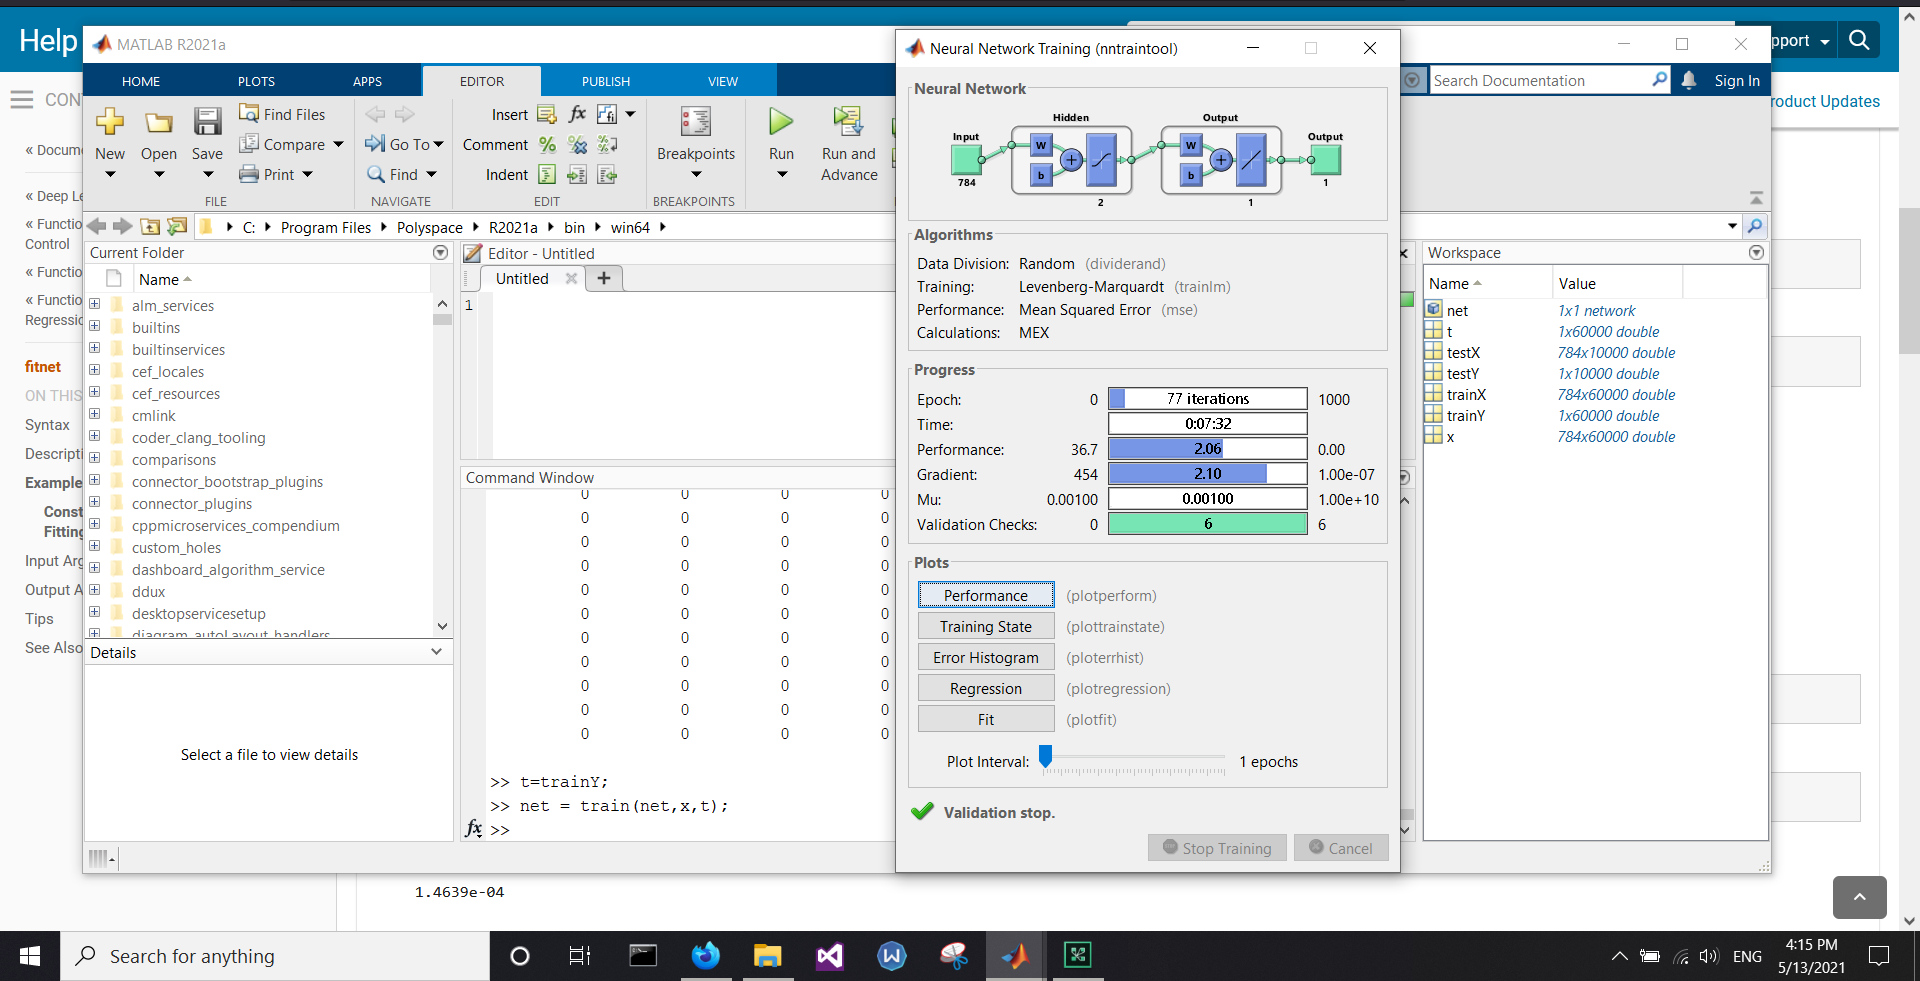 Help
pport
roduct Updates
CON
« Docume
« Deep Le
« Functio
Control
« Functio
« Functio
Regressio
fitnet
ON THIS
Syntax
Descripti
Example
Const
Fitting
Input Arg
Output A
Tips
See Also
MATLAB R2021a
HOME
PLOTS
APPS
EDITOR
PUBLISH
VIEW
Search Documentation
Sign In
New
Open
Save
Find Files
Compare
Print
FILE
Go To
Find
NAVIGATE
Insert
fx
Comment
Indent
EDIT
Breakpoints
BREAKPOINTS
Run
Run and
Advance
C:
Program Files
Polyspace
R2021a
bin
win64
Current Folder
Name
alm_services
builtins
builtinservices
cef_locales
cef_resources
cmlink
coder_clang_tooling
comparisons
connector_bootstrap_plugins
connector_plugins
cppmicroservices_compendium
custom_holes
dashboard_algorithm_service
ddux
desktopservicesetup
diagram_autoLayout_handlers
Details
Select a file to view details
Editor - Untitled
Untitled
1
Command Window
0 0 0 0
0 0 0 0
0 0 0 0
0 0 0 0
0 0 0 0
0 0 0 0
0 0 0 0
0 0 0 0
0 0 0 0
0 0 0 0
0 0 0 0
>> t=trainY;
>> net = train(net,x,t);
fx >>
Neural Network Training (nntraintool)
Neural Network
Input
784
Hidden
W
b
2
Output
W
b
1
Output
1
Algorithms
Data Division: Random (dividerand)
Training: Levenberg-Marquardt (trainlm)
Performance: Mean Squared Error (mse)
Calculations: MEX
Progress
Epoch: 0 77 iterations 1000
Time: 0:07:32
Performance: 36.7 2.06 0.00
Gradient: 454 2.10 1.00e-07
Mu: 0.00100 0.00100 1.00e+10
Validation Checks: 0 6 6
Plots
Performance (plotperform)
Training State (plottrainstate)
Error Histogram (ploterrhist)
Regression (plotregression)
Fit (plotfit)
Plot Interval: 1 epochs
Validation stop.
Stop Training
Cancel
Workspace
Name Value
net 1x1 network
t 1x60000 double
testX 784x10000 double
testY 1x10000 double
trainX 784x60000 double
trainY 1x60000 double
x 784x60000 double
1.4639e-04
Search for anything
ENG
4:15 PM
5/13/2021